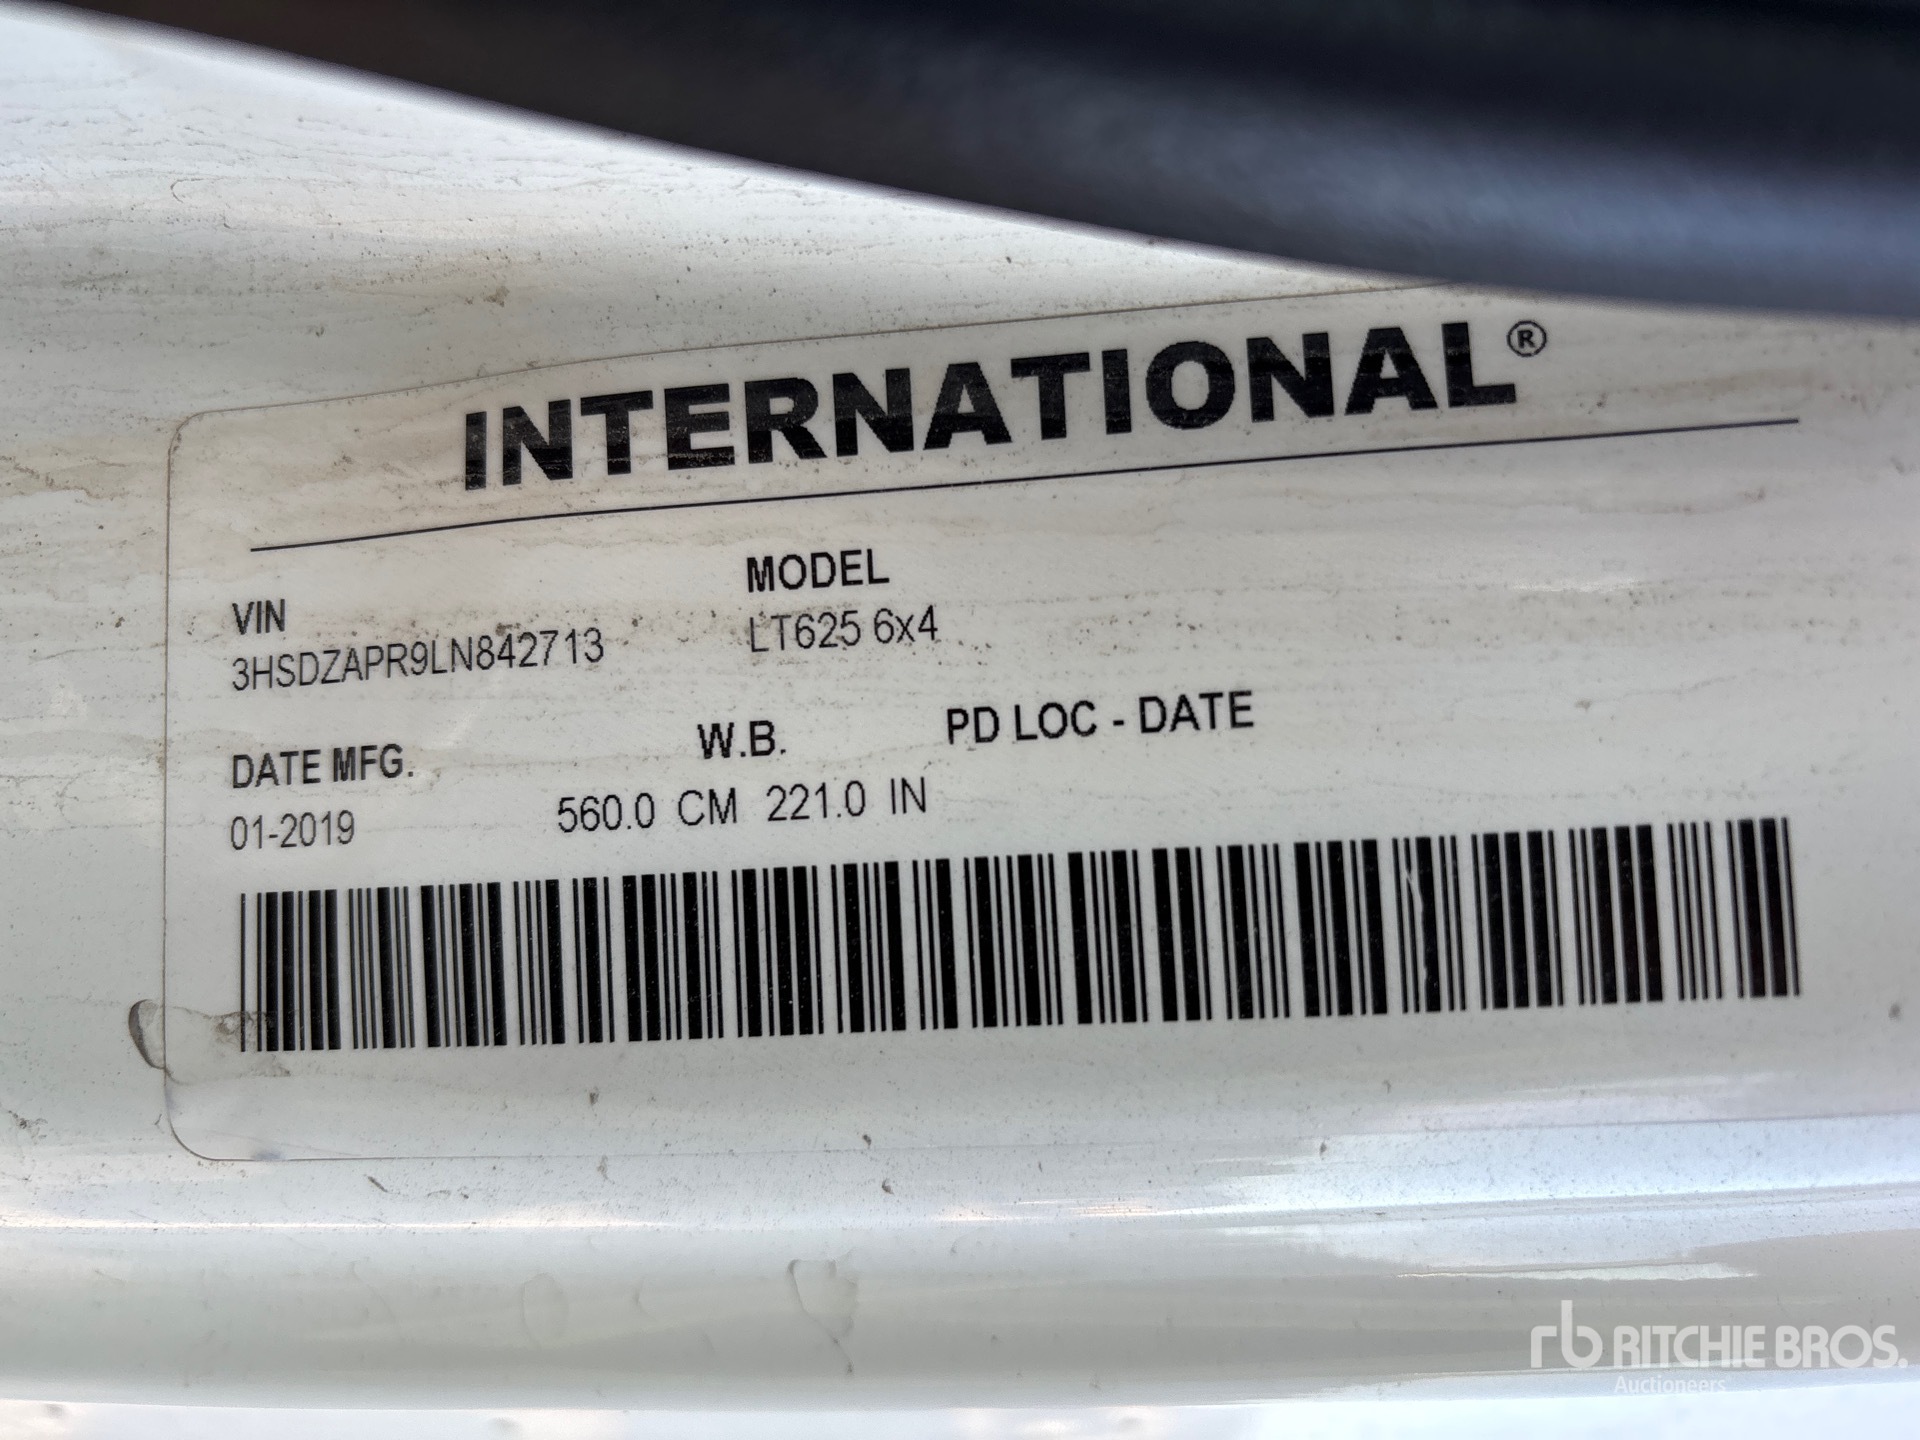 INTERNATIONAL®
VIN MODEL
3HSDZAPR9LN842713 LT625 6x4
DATE MFG. W.B. PD LOC - DATE
01-2019 560.0 CM 221.0 IN
rb RITCHIE BROS.
Auctioneers